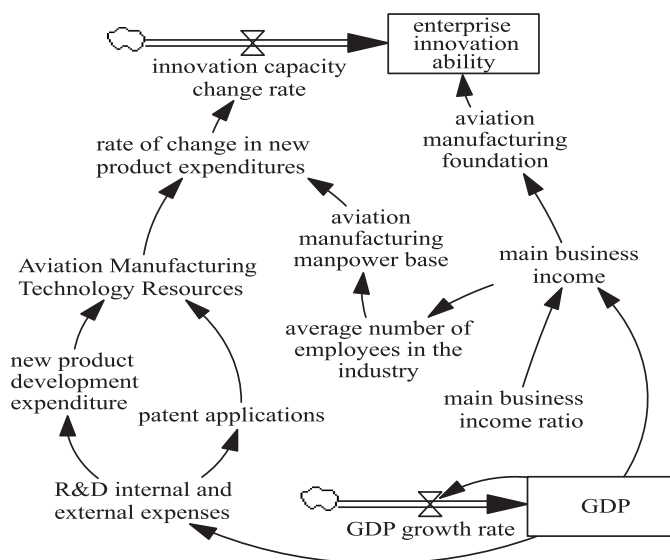 enterprise
innovation
ability
innovation capacity
change rate
aviation
manufacturing
foundation
rate of change in new
product expenditures
aviation
manufacturing
manpower base
main business
income
Aviation Manufacturing
Technology Resources
average number of
employees in the
industry
new product
development
expenditure
patent applications
main business
income ratio
R&D internal and
external expenses
GDP growth rate
GDP